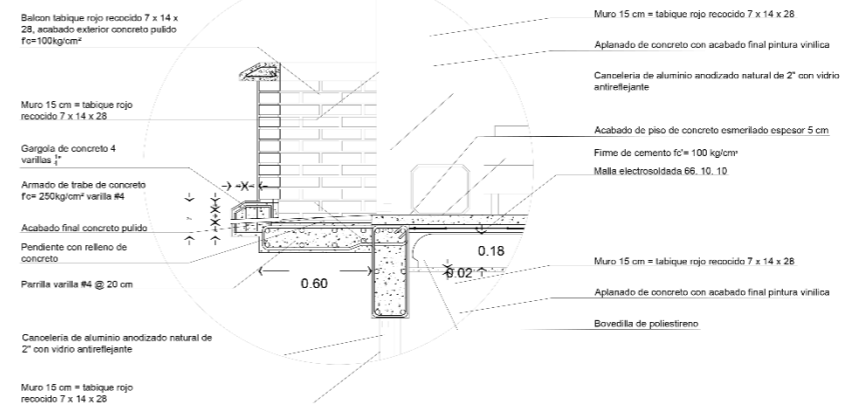 Balcon tabique rojo recocido 7 x 14 x
28, acabado exterior concreto pulido
f'c=100kg/cm²
Muro 15 cm = tabique rojo
recocido 7 x 14 x 28
Gargola de concreto 4
varillas
Armado de trabe de concreto
f'c= 250kg/cm² varilla #4
Acabado final concreto pulido
Pendiente con relleno de
concreto
Parrilla varilla #4 @ 20 cm
Canceleria de aluminio anodizado natural de
2" con vidrio antireflejante
Muro 15 cm = tabique rojo
recocido 7 x 14 x 28
0.60
0.18
0.02
Muro 15 cm = tabique rojo recocido 7 x 14 x 28
Aplanado de concreto con acabado final pintura vinilica
Canceleria de aluminio anodizado natural de 2" con vidrio
antireflejante
Acabado de piso de concreto esmerilado espesor 5 cm
Firme de cemento fc'= 100 kg/cm²
Malla electrosoldada 66. 10. 10
Muro 15 cm = tabique rojo recocido 7 x 14 x 28
Aplanado de concreto con acabado final pintura vinilica
Bovedilla de poliestireno